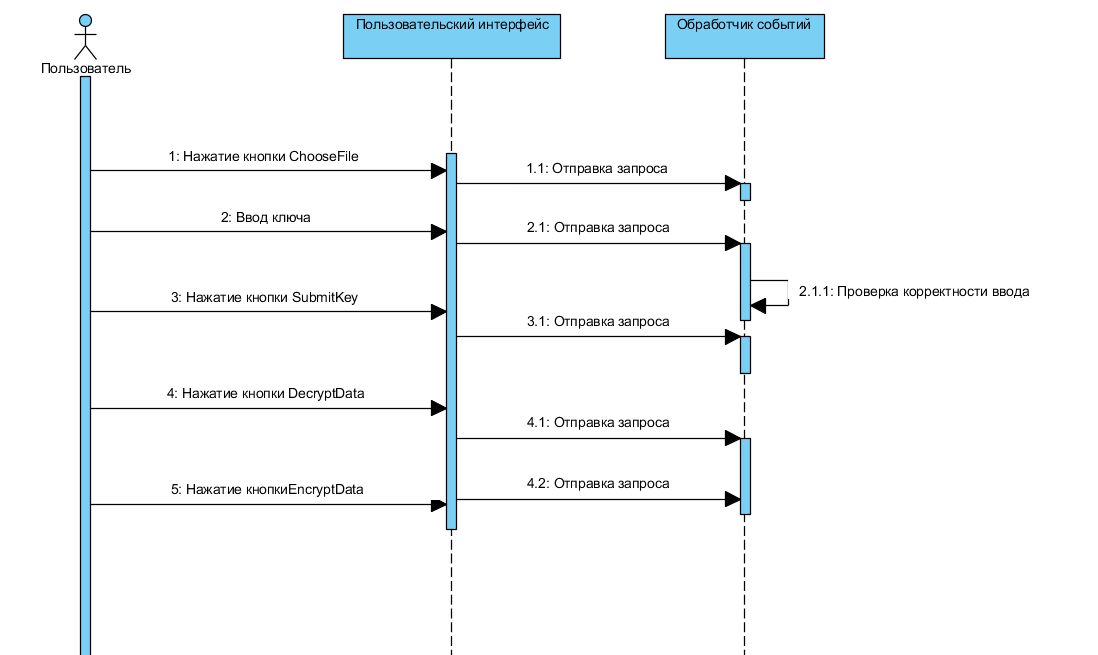 Пользовательский интерфейс
Обработчик событий
Пользователь
1: Нажатие кнопки ChooseFile
1.1: Отправка запроса
2: Ввод ключа
2.1: Отправка запроса
2.1.1: Проверка корректности ввода
3: Нажатие кнопки SubmitKey
3.1: Отправка запроса
4: Нажатие кнопки DecryptData
4.1: Отправка запроса
5: Нажатие кнопкиEncryptData
4.2: Отправка запроса